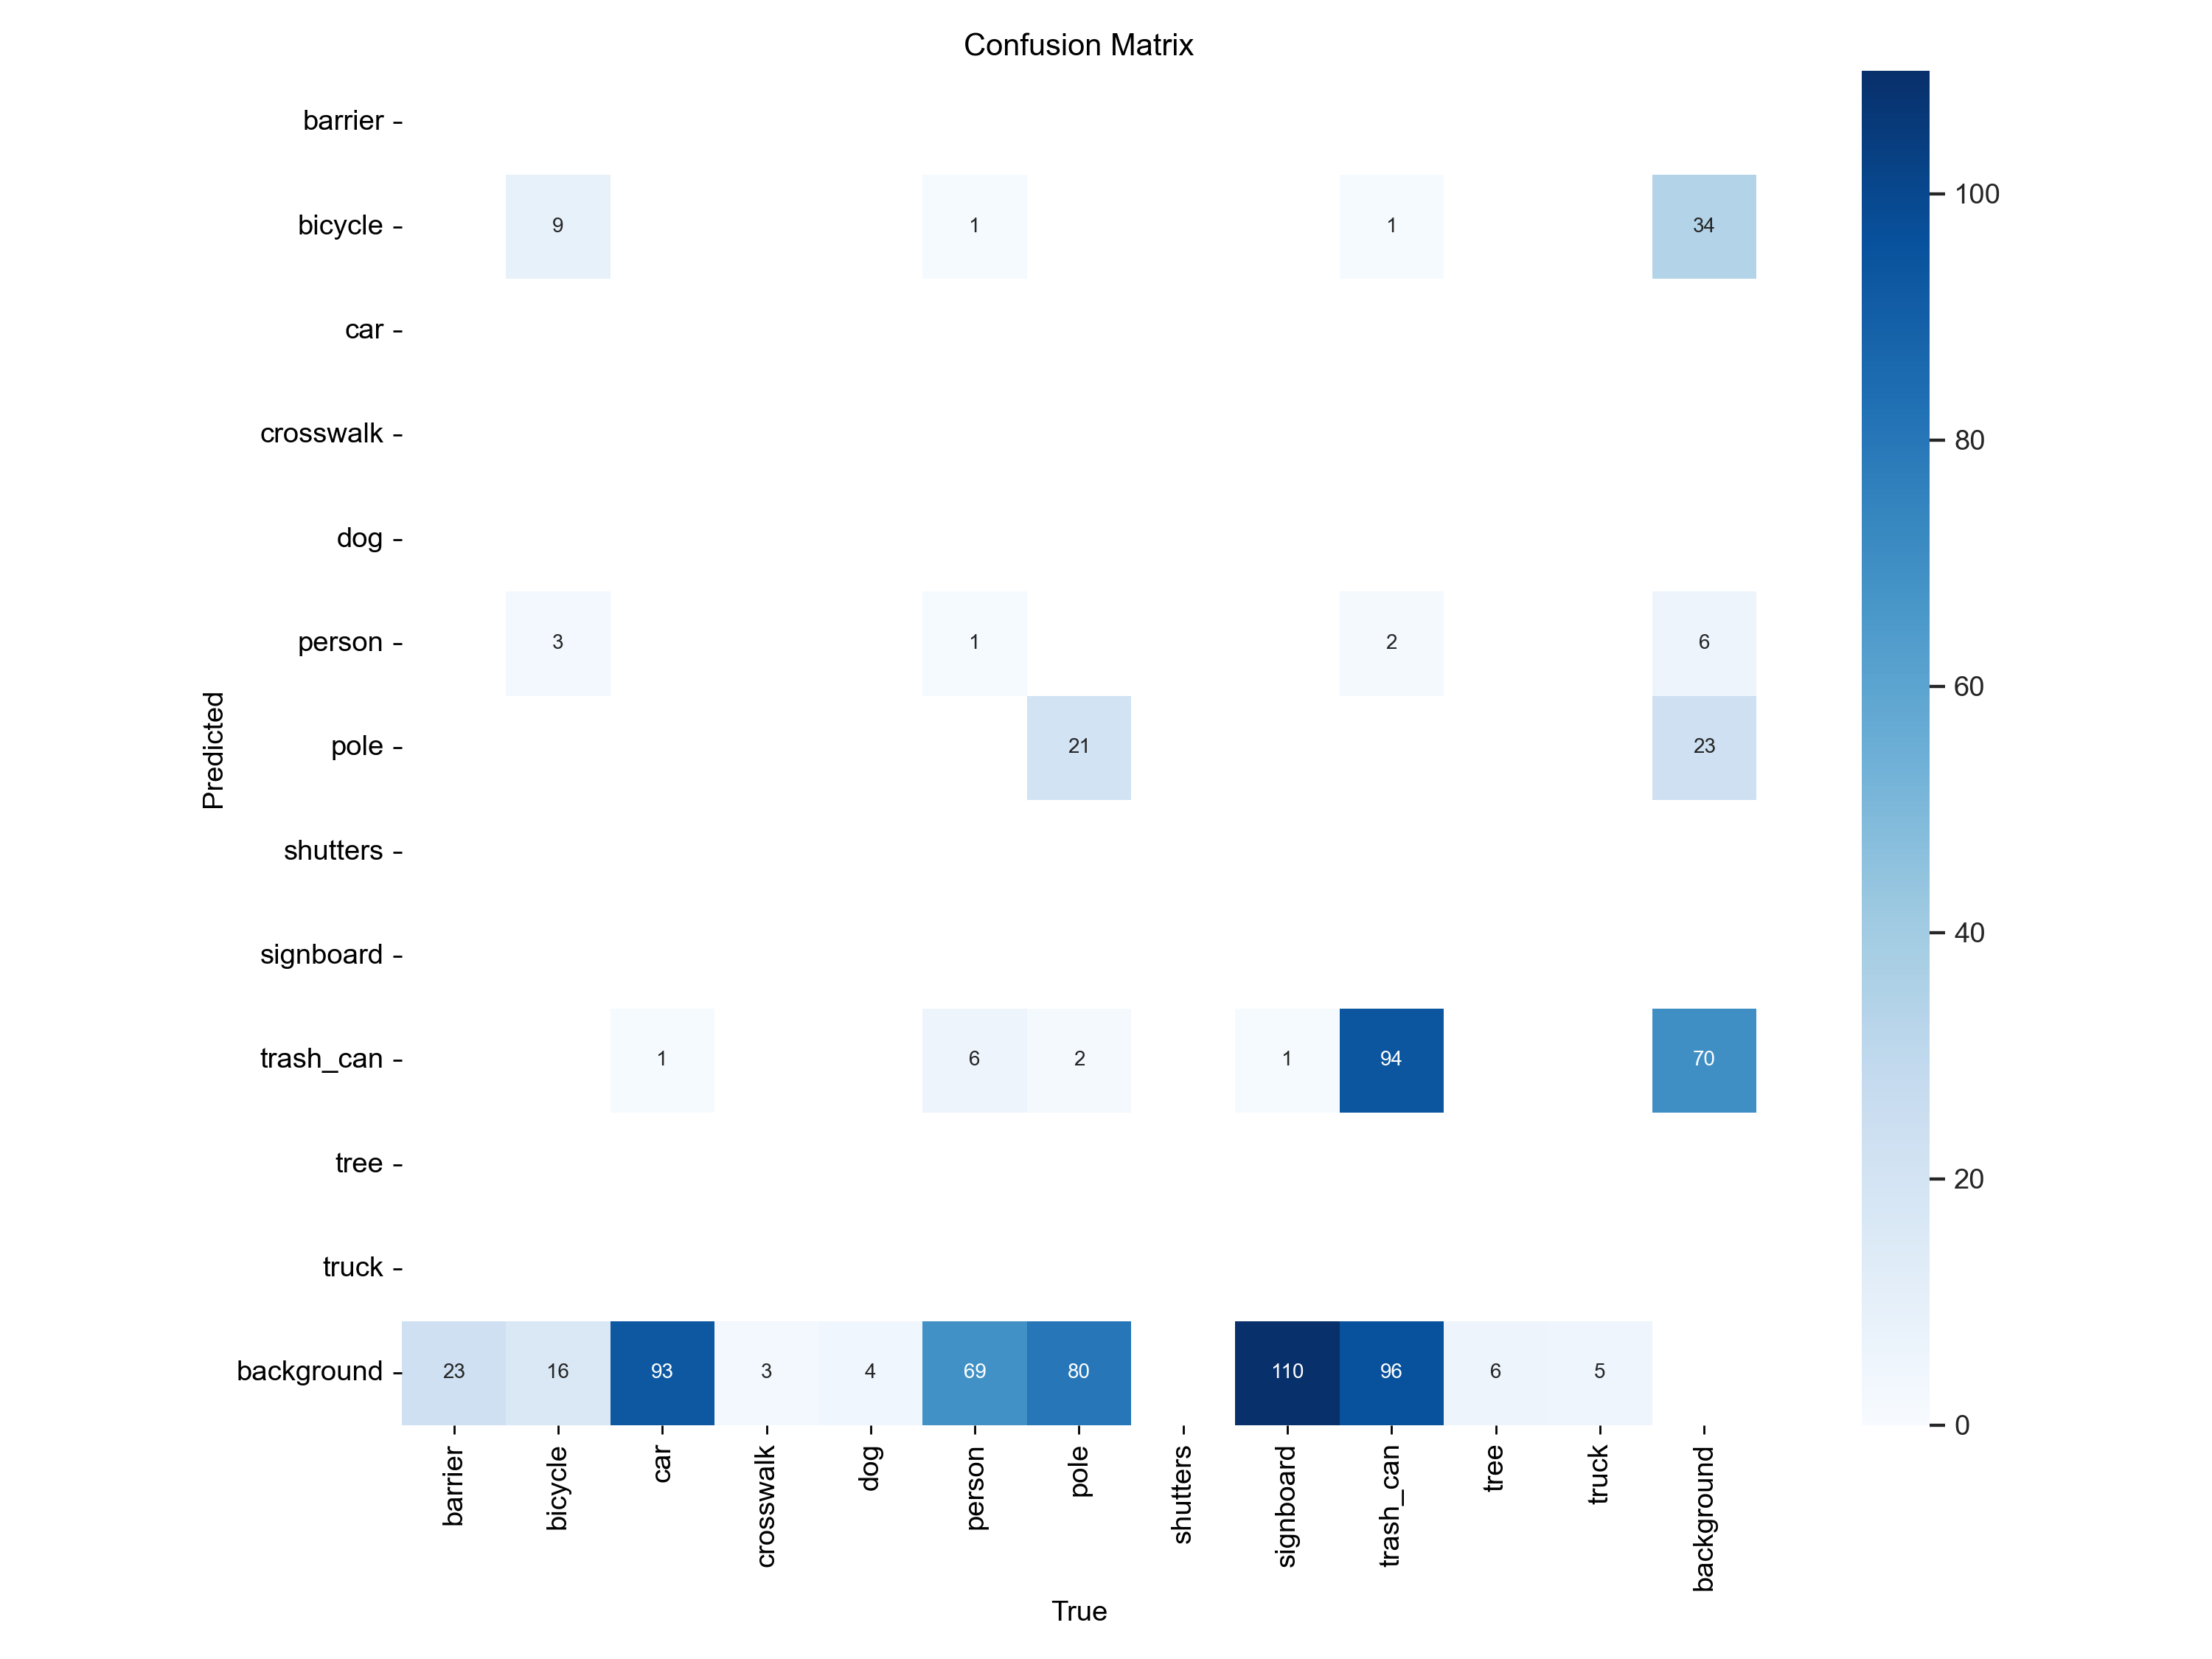 Confusion Matrix
barrier
bicycle 9 1 1 34
car
crosswalk
dog
person 3 1 2 6
pole 21 23
shutters
signboard
trash_can 1 6 2 1 94 70
tree
truck
background 23 16 93 3 4 69 80 110 96 6 5
barrier bicycle car crosswalk dog person pole shutters signboard trash_can tree truck background
Predicted
True
100
80
60
40
20
0